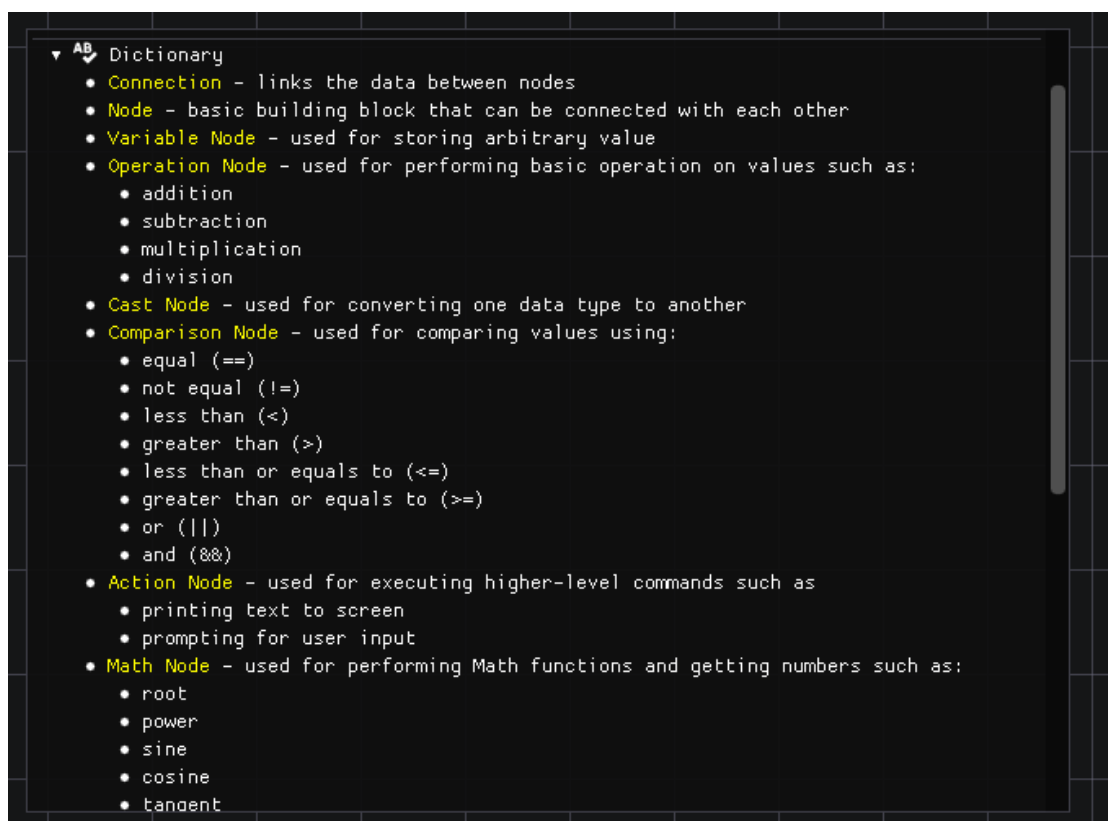 Dictionary
Connection - links the data between nodes
Node - basic building block that can be connected with each other
Variable Node - used for storing arbitrary value
Operation Node - used for performing basic operation on values such as:
addition
subtraction
multiplication
division
Cast Node - used for converting one data type to another
Comparison Node - used for comparing values using:
equal (==)
not equal (!=)
less than (<)
greater than (>)
less than or equals to (<=)
greater than or equals to (>=)
or (||)
and (&&)
Action Node - used for executing higher-level commands such as
printing text to screen
prompting for user input
Math Node - used for performing Math functions and getting numbers such as:
root
power
sine
cosine
tangent